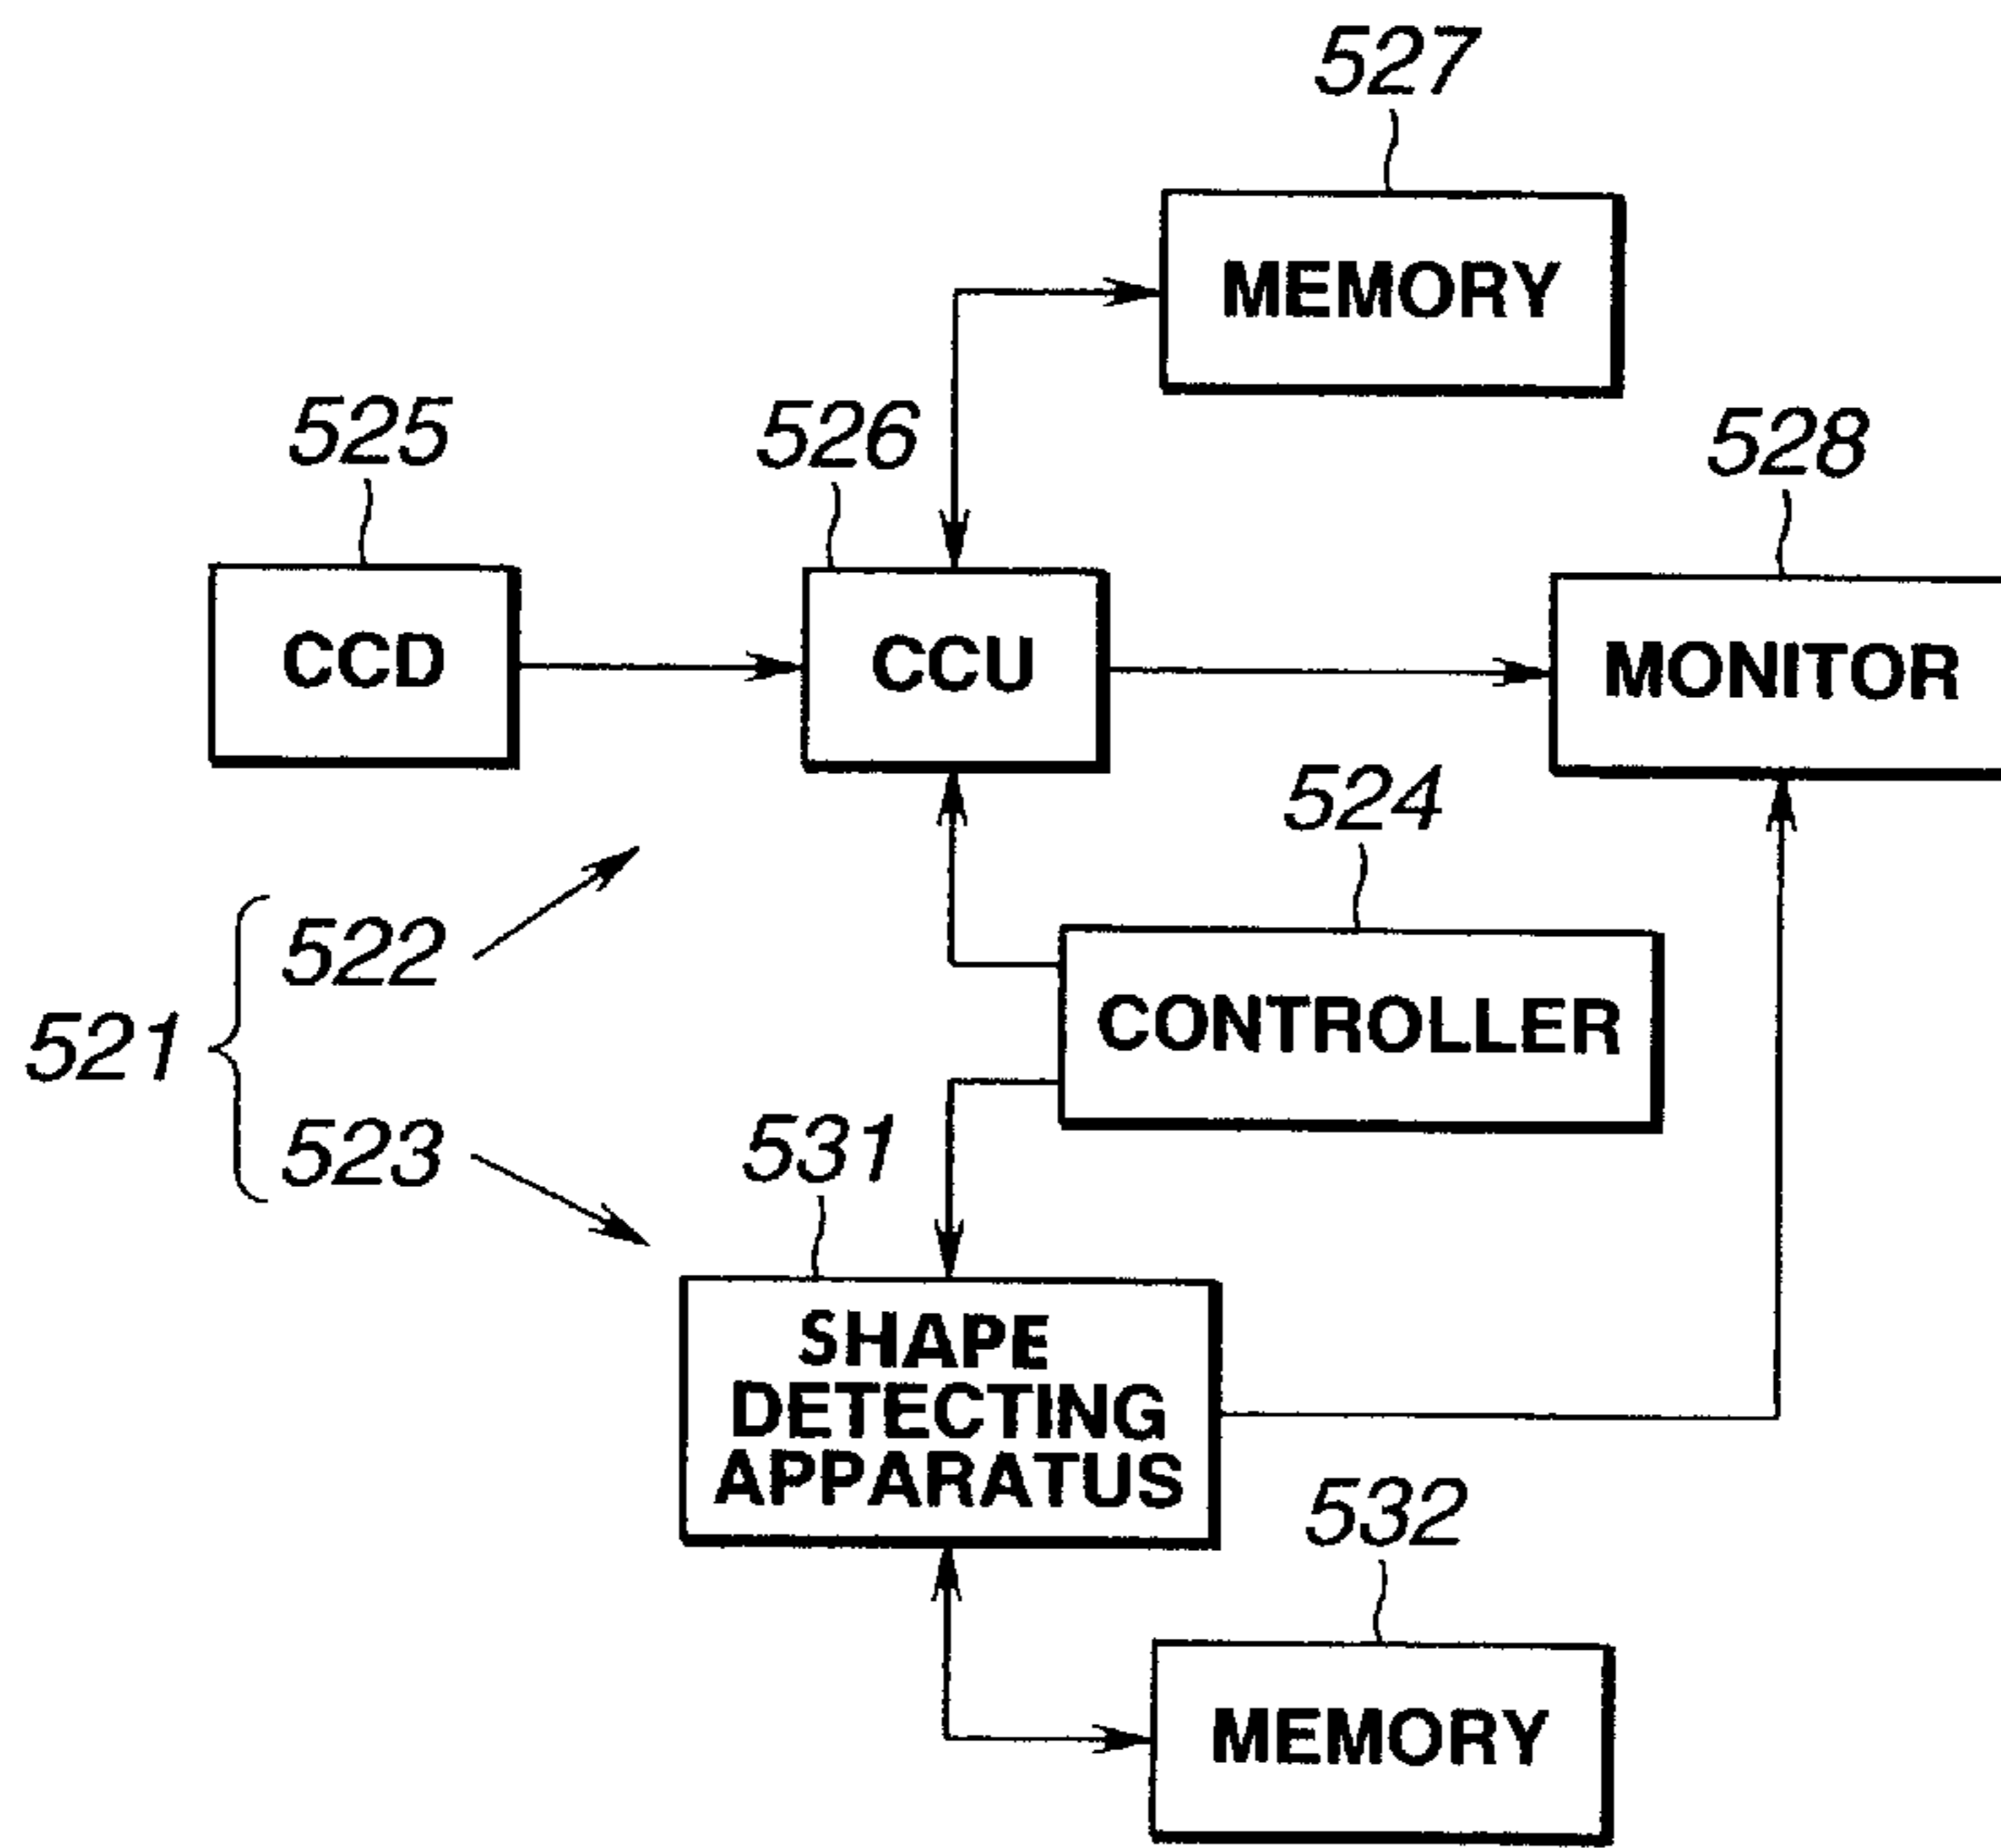 527
MEMORY
525
526
528
CCD
CCU
MONITOR
524
522
521
CONTROLLER
523
531
SHAPE
DETECTING
APPARATUS
532
MEMORY